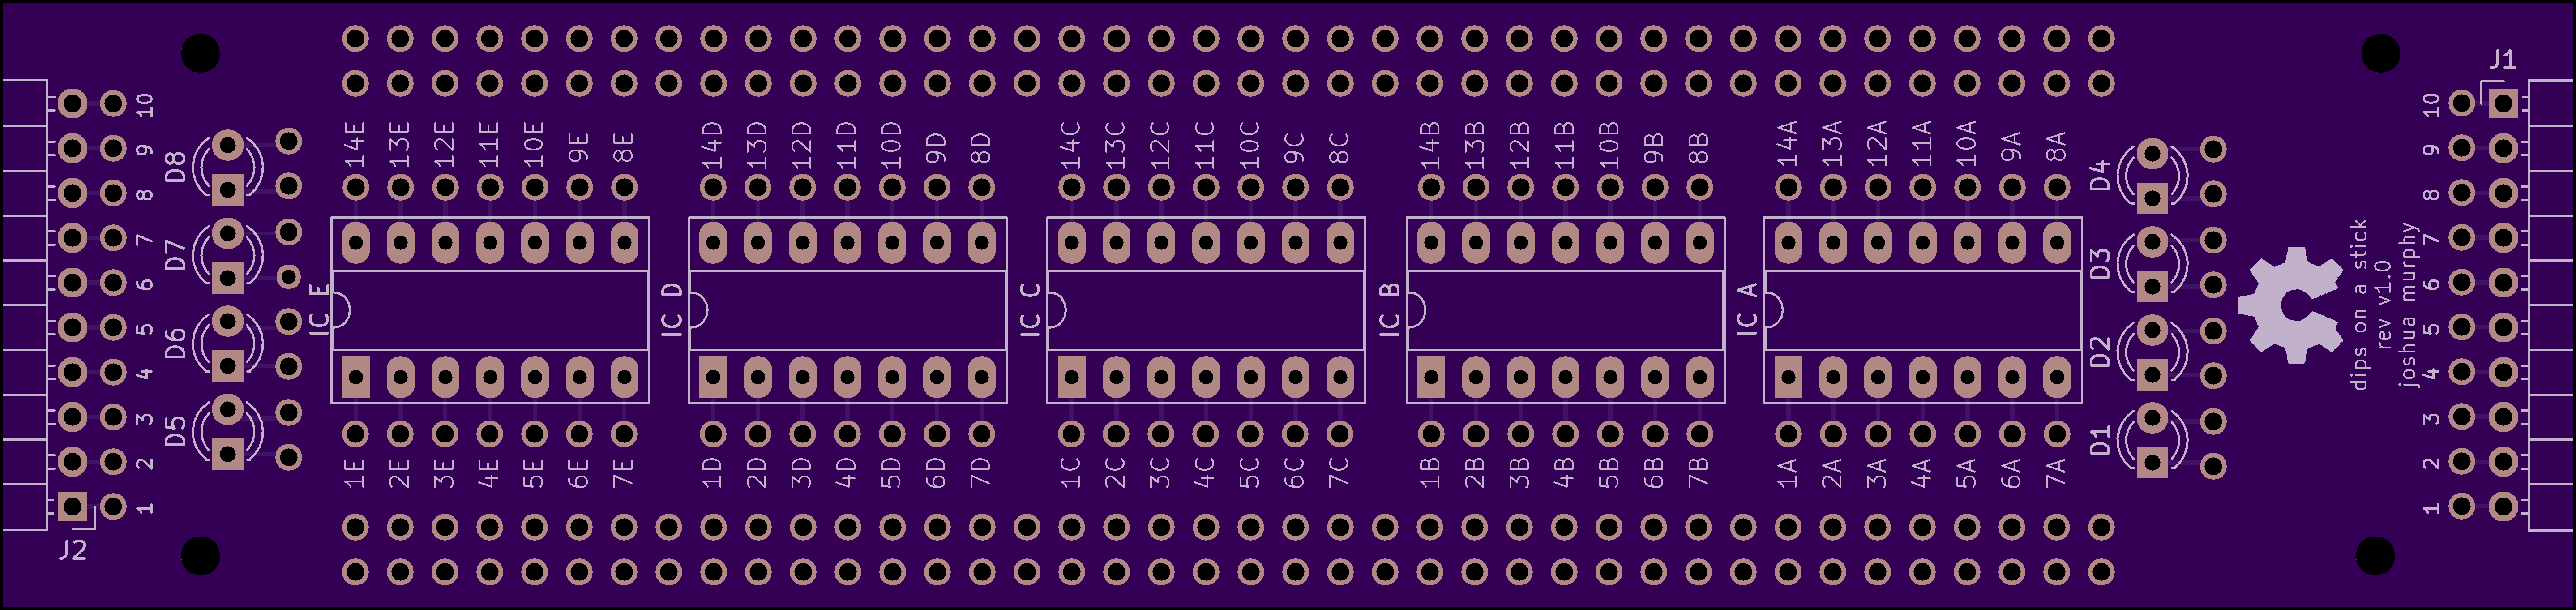 J1
10
9
8
7
6
5
4
3
2
1
J2
10
9
8
7
6
5
4
3
2
1
D8
D7
D6
D5
14E 13E 12E 11E 10E 9E 8E
IC E
1E 2E 3E 4E 5E 6E 7E
14D 13D 12D 11D 10D 9D 8D
IC D
1D 2D 3D 4D 5D 6D 7D
14C 13C 12C 11C 10C 9C 8C
IC C
1C 2C 3C 4C 5C 6C 7C
14B 13B 12B 11B 10B 9B 8B
IC B
1B 2B 3B 4B 5B 6B 7B
14A 13A 12A 11A 10A 9A 8A
IC A
1A 2A 3A 4A 5A 6A 7A
D4
D3
D2
D1
dips on a stick
rev v1.0
joshua murphy